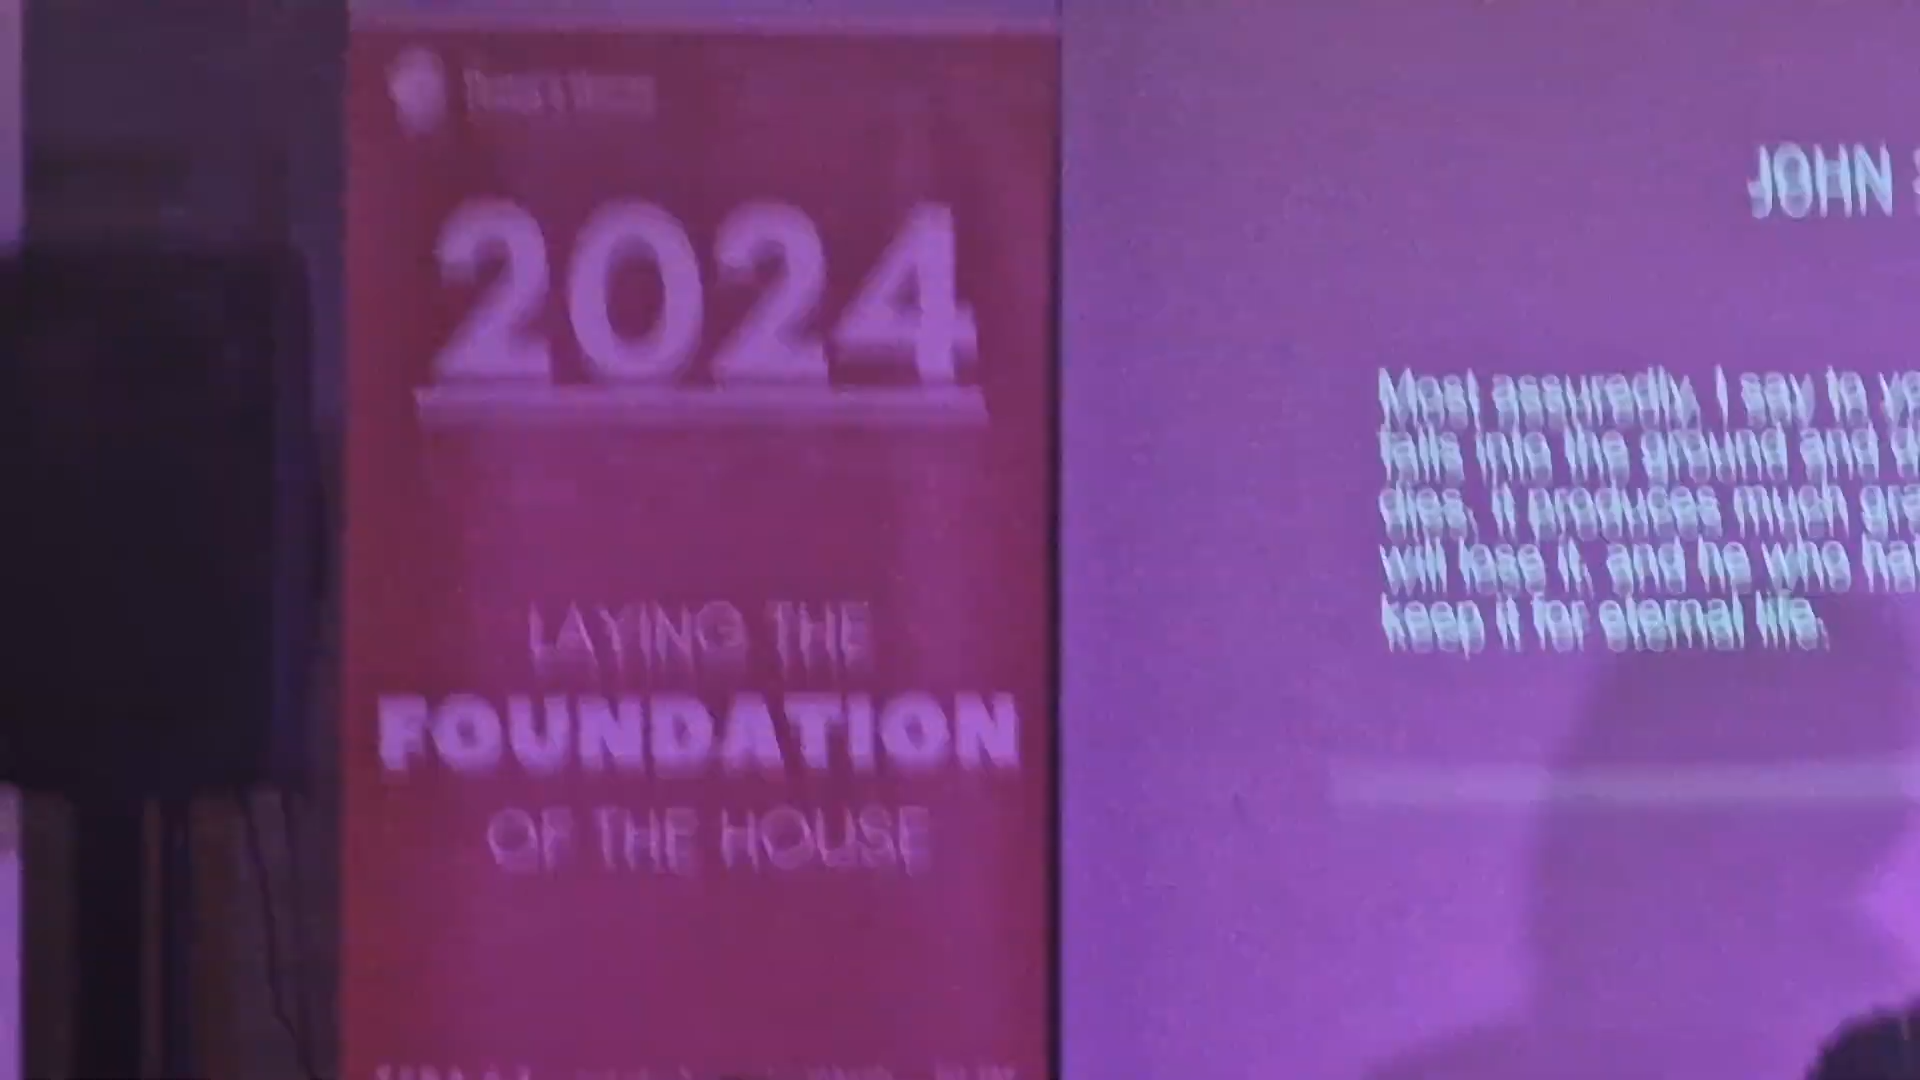 2024
LAYING THE
FOUNDATION
OF THE HOUSE
JOHN
Most assuredly, I say to
falls into the ground and
dies, it produces much
will lose it, and he who
keep it for eternal life.